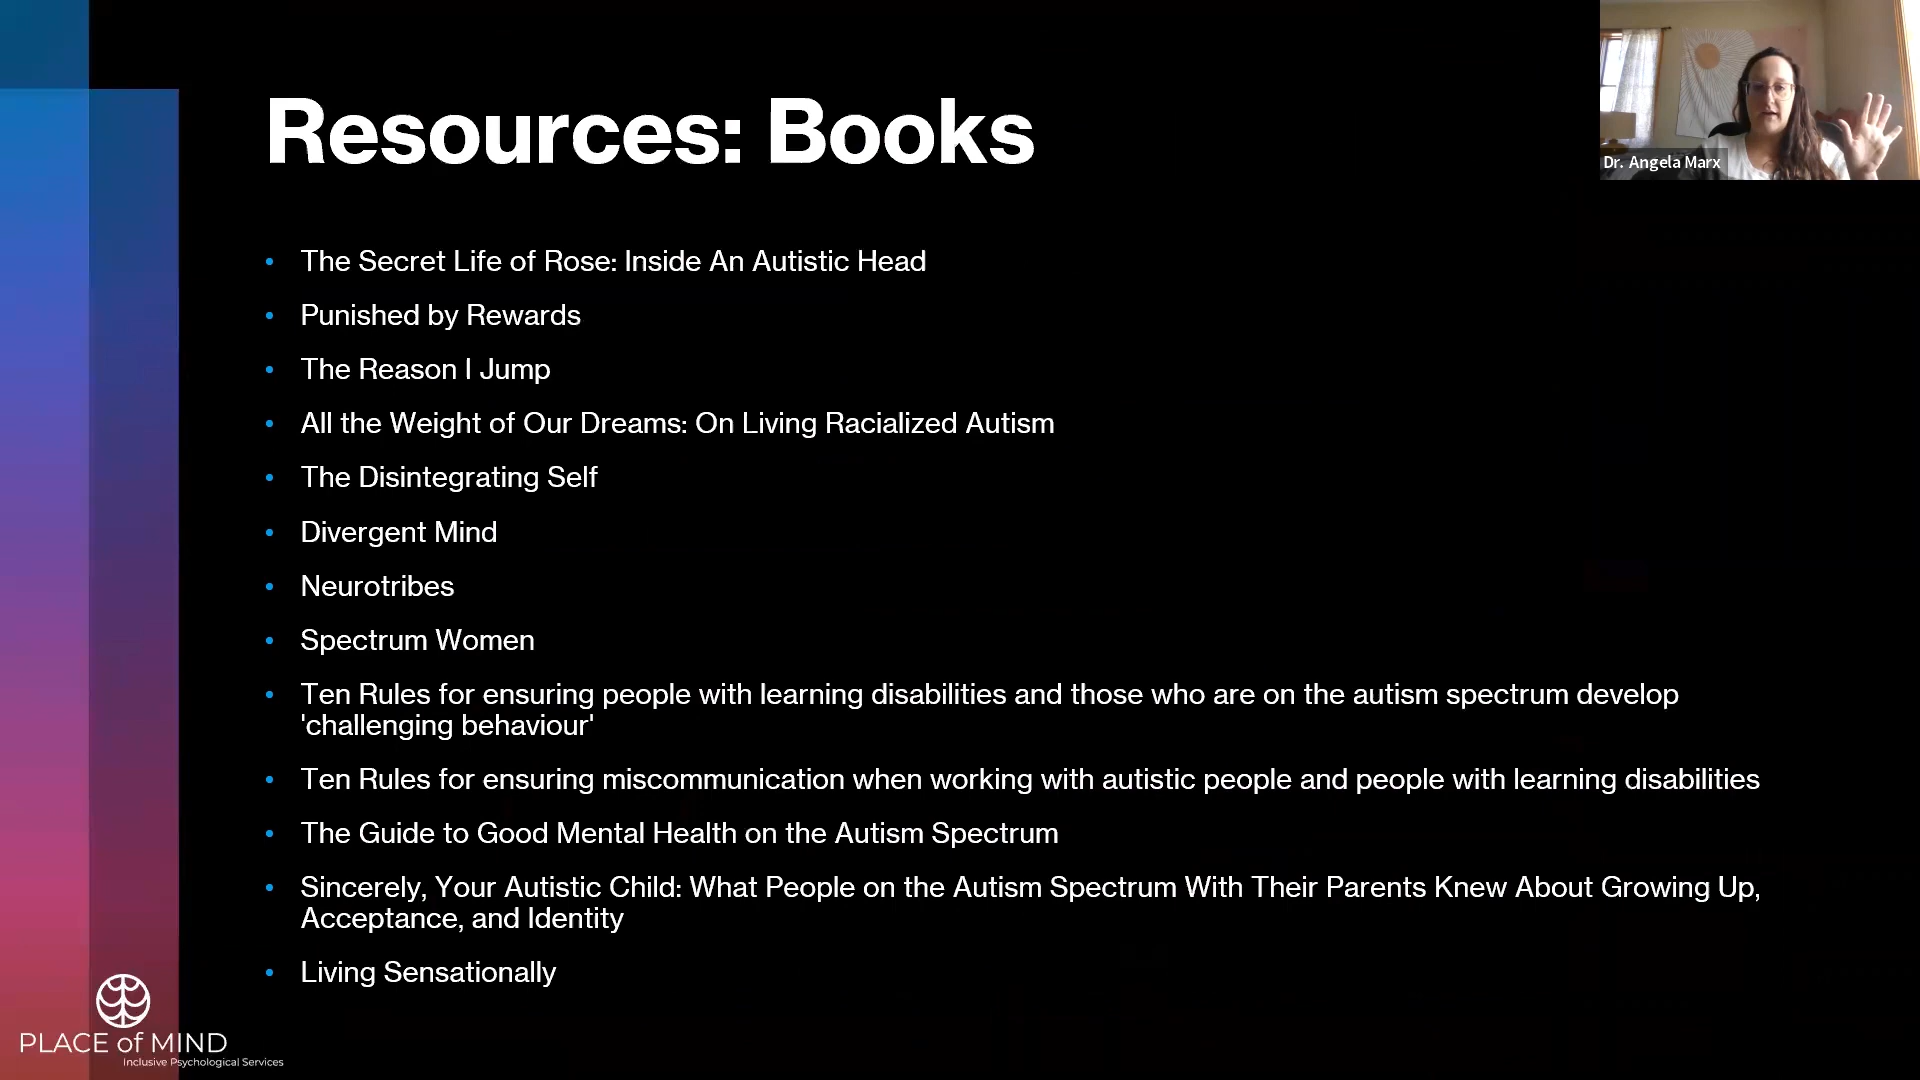 Resources: Books
Dr. Angela Marx
• The Secret Life of Rose: Inside An Autistic Head
• Punished by Rewards
• The Reason I Jump
• All the Weight of Our Dreams: On Living Racialized Autism
• The Disintegrating Self
• Divergent Mind
• Neurotribes
• Spectrum Women
• Ten Rules for ensuring people with learning disabilities and those who are on the autism spectrum develop
'challenging behaviour'
• Ten Rules for ensuring miscommunication when working with autistic people and people with learning disabilities
• The Guide to Good Mental Health on the Autism Spectrum
• Sincerely, Your Autistic Child: What People on the Autism Spectrum With Their Parents Knew About Growing Up,
Acceptance, and Identity
• Living Sensationally
PLACE of MIND
Inclusive Psychological Services